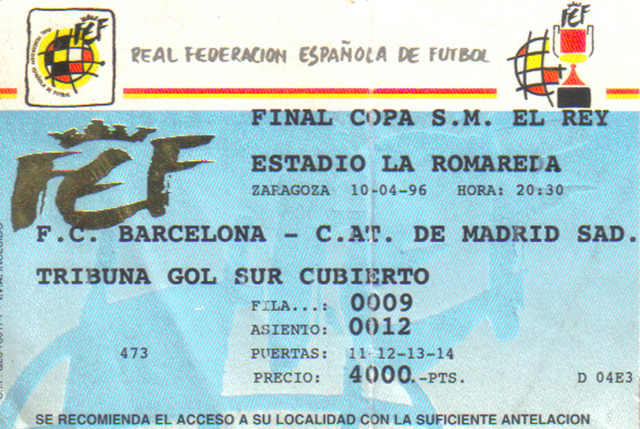 FEF
REAL FEDERACION ESPAÑOLA DE FUTBOL
FEF
FINAL COPA S.M. EL REY
FEF
ESTADIO LA ROMAREDA
ZARAGOZA 10-04-96 HORA: 20:30
F.C. BARCELONA - C.AT. DE MADRID SAD.
TRIBUNA GOL SUR CUBIERTO
FILA...: 0009
ASIENTO: 0012
473 PUERTAS: 11-12-13-14
PRECIO: 4000.-PTS. D 04E3
SE RECOMIENDA EL ACCESO A SU LOCALIDAD CON LA SUFICIENTE ANTELACION